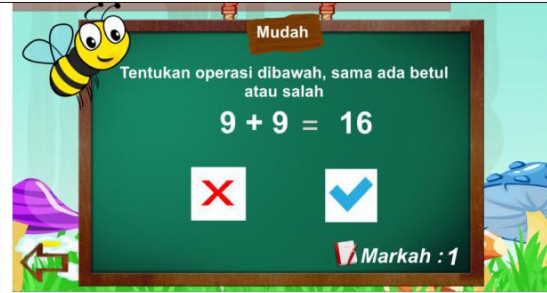 Mudah
Tentukan operasi dibawah, sama ada betul
atau salah
9 + 9 = 16
Markah : 1